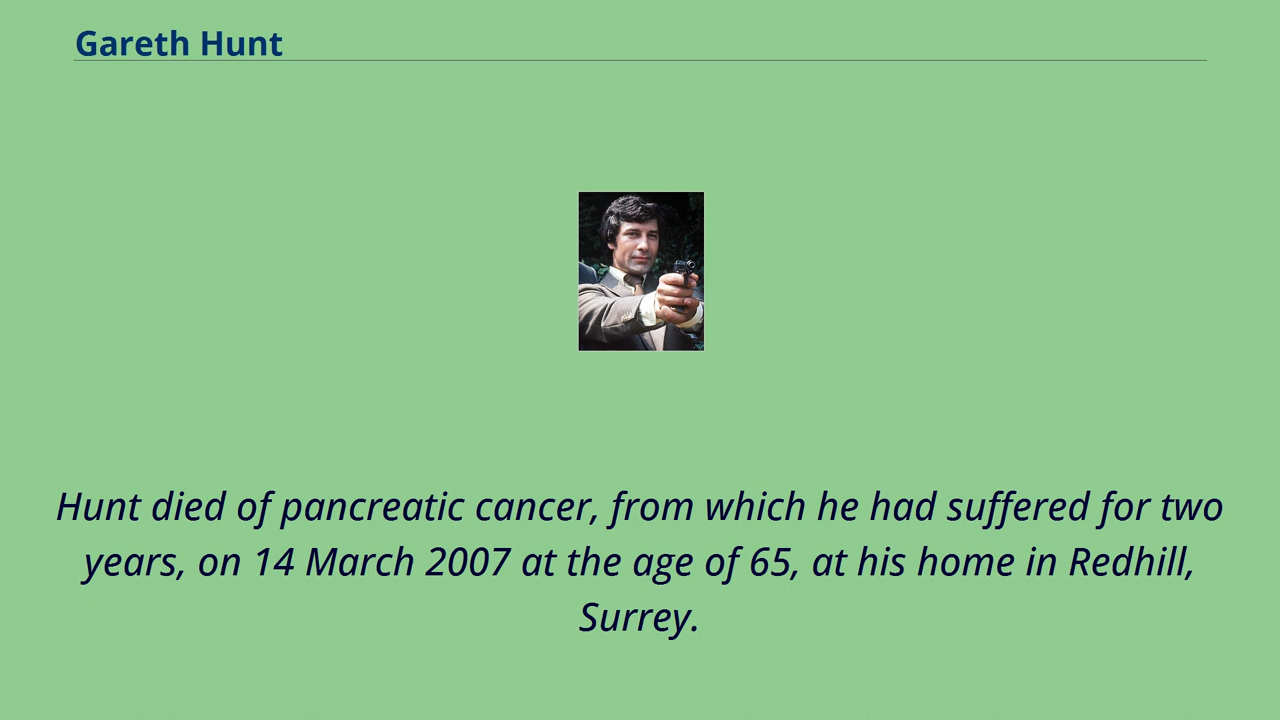 Gareth Hunt
Hunt died of pancreatic cancer, from which he had suffered for two
years, on 14 March 2007 at the age of 65, at his home in Redhill,
Surrey.